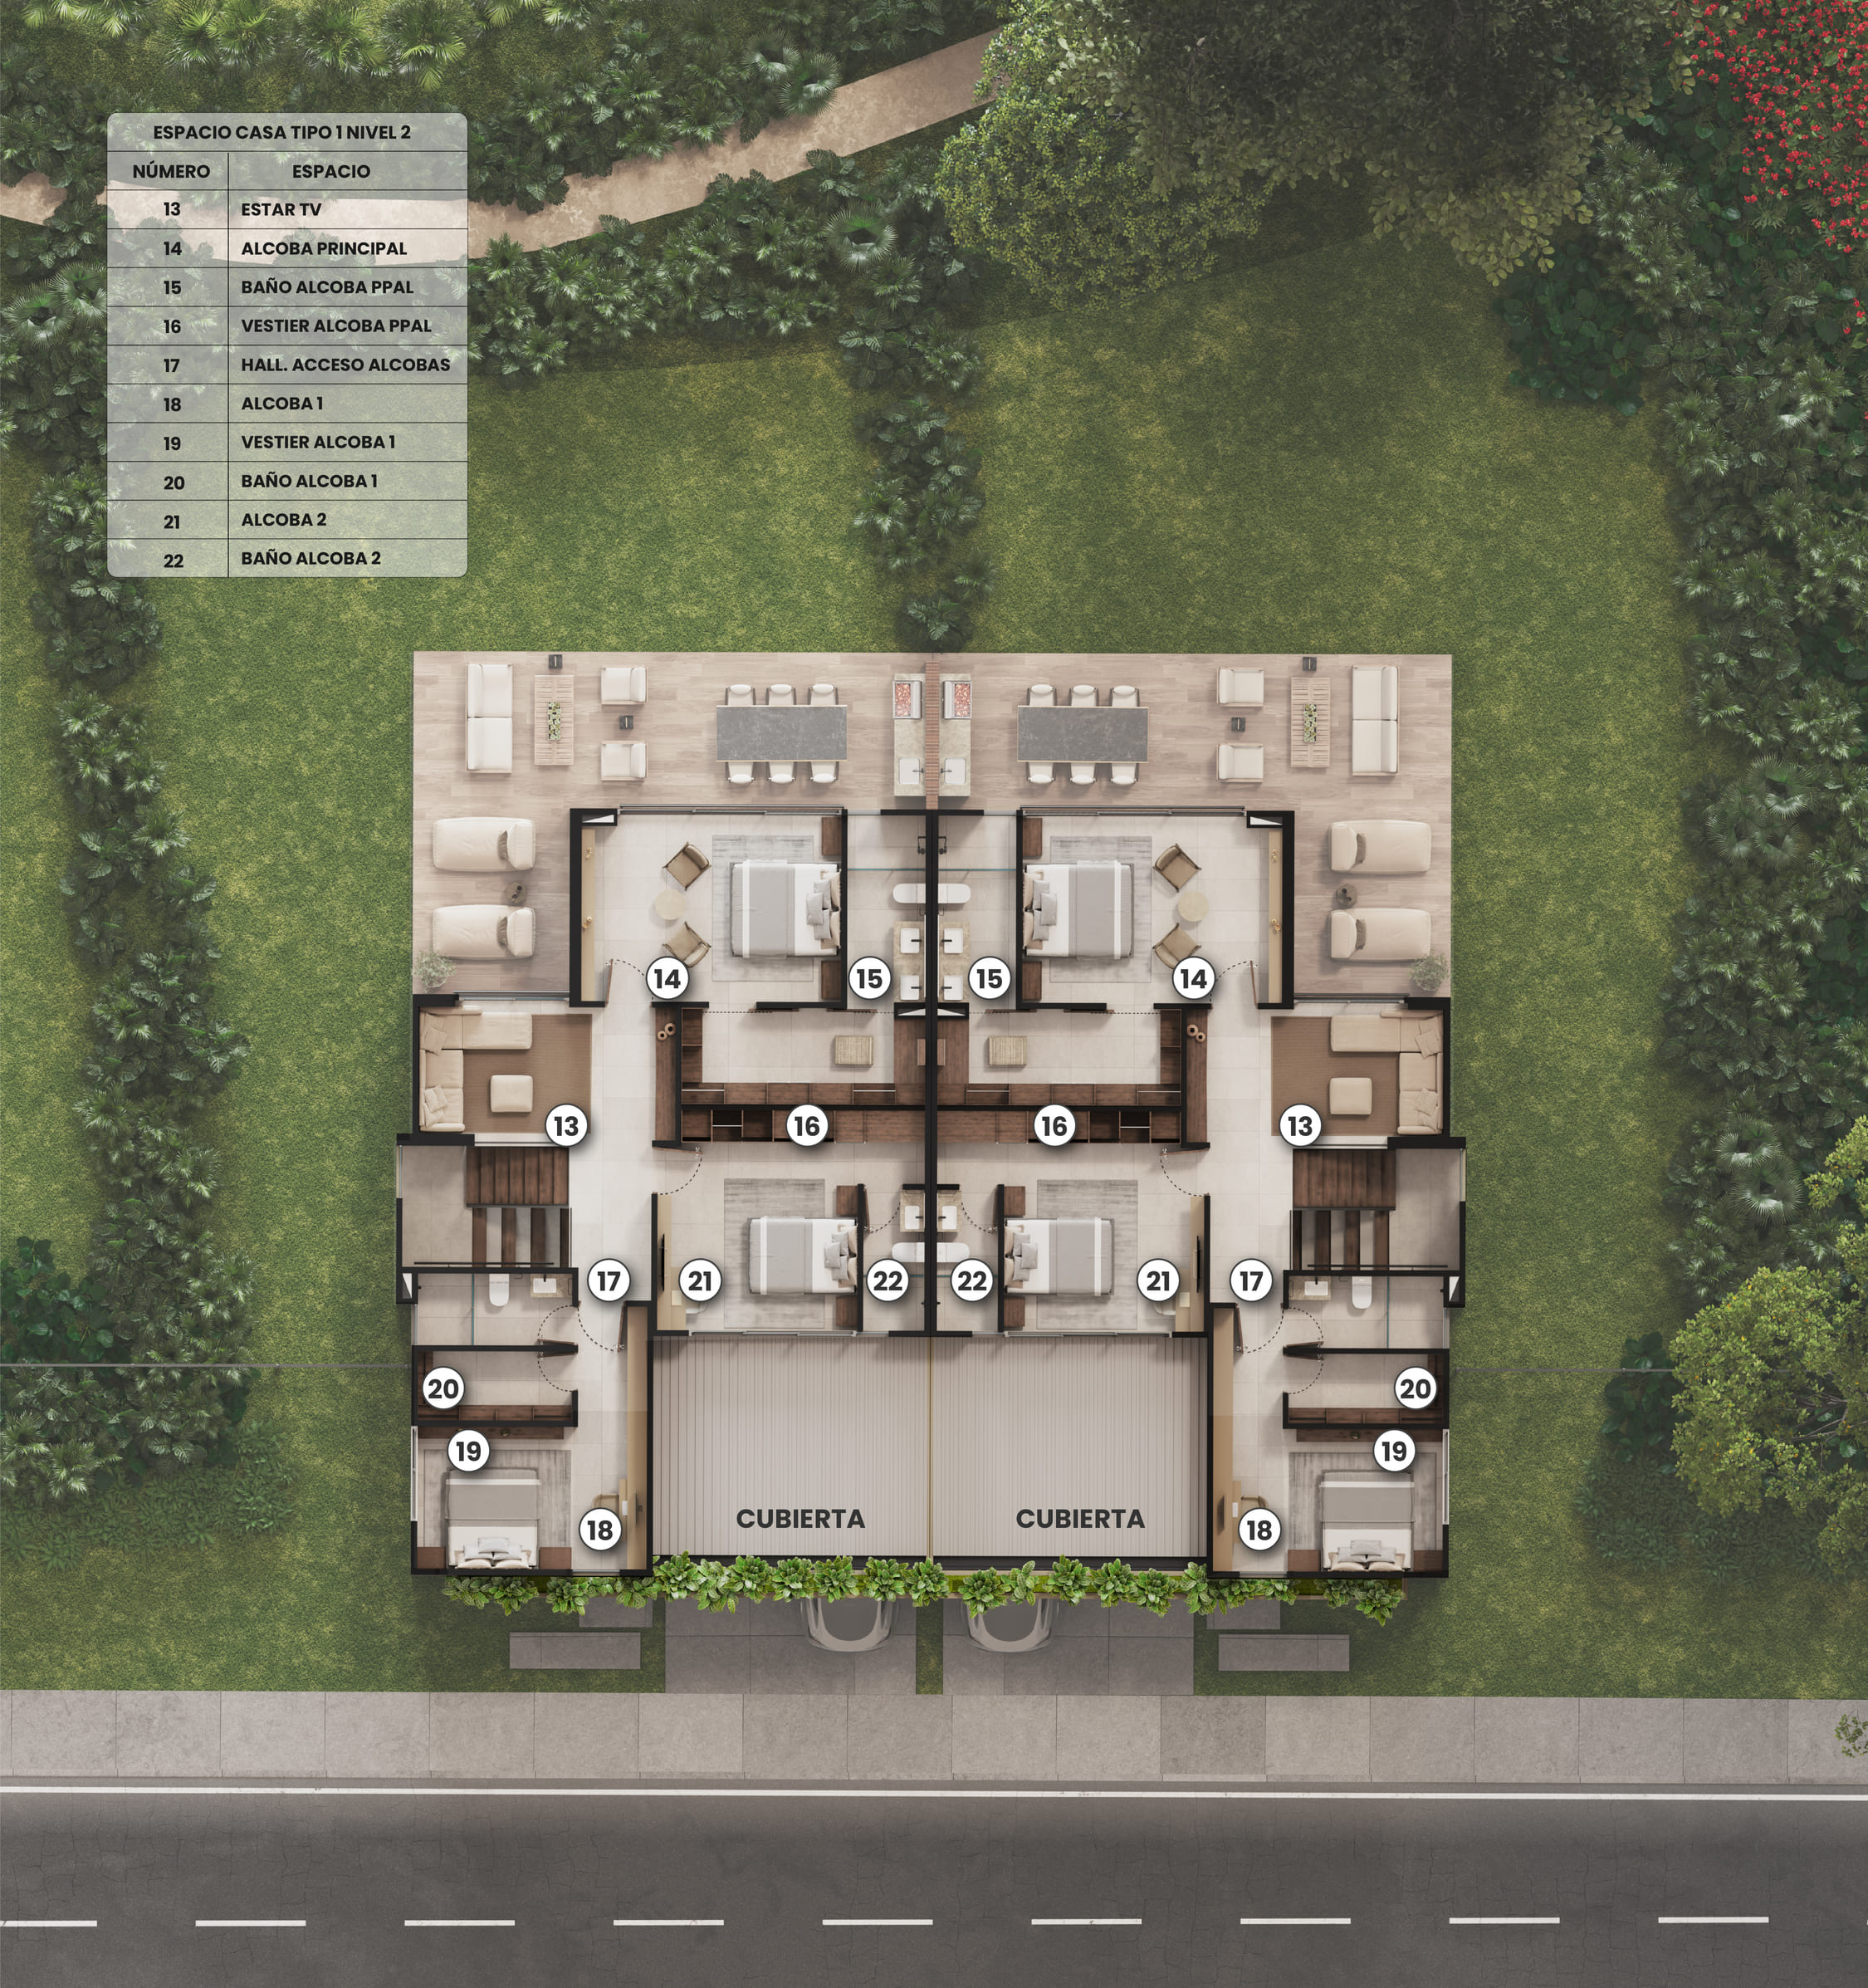 ESPACIO CASA TIPO 1 NIVEL 2
NÚMERO ESPACIO
13 ESTAR TV
14 ALCOBA PRINCIPAL
15 BAÑO ALCOBA PPAL
16 VESTIER ALCOBA PPAL
17 HALL. ACCESO ALCOBAS
18 ALCOBA 1
19 VESTIER ALCOBA 1
20 BAÑO ALCOBA 1
21 ALCOBA 2
22 BAÑO ALCOBA 2
14 15 15 14
13 16 16 13
17 21 22 22 21 17
20 20
19 19
18 CUBIERTA CUBIERTA 18